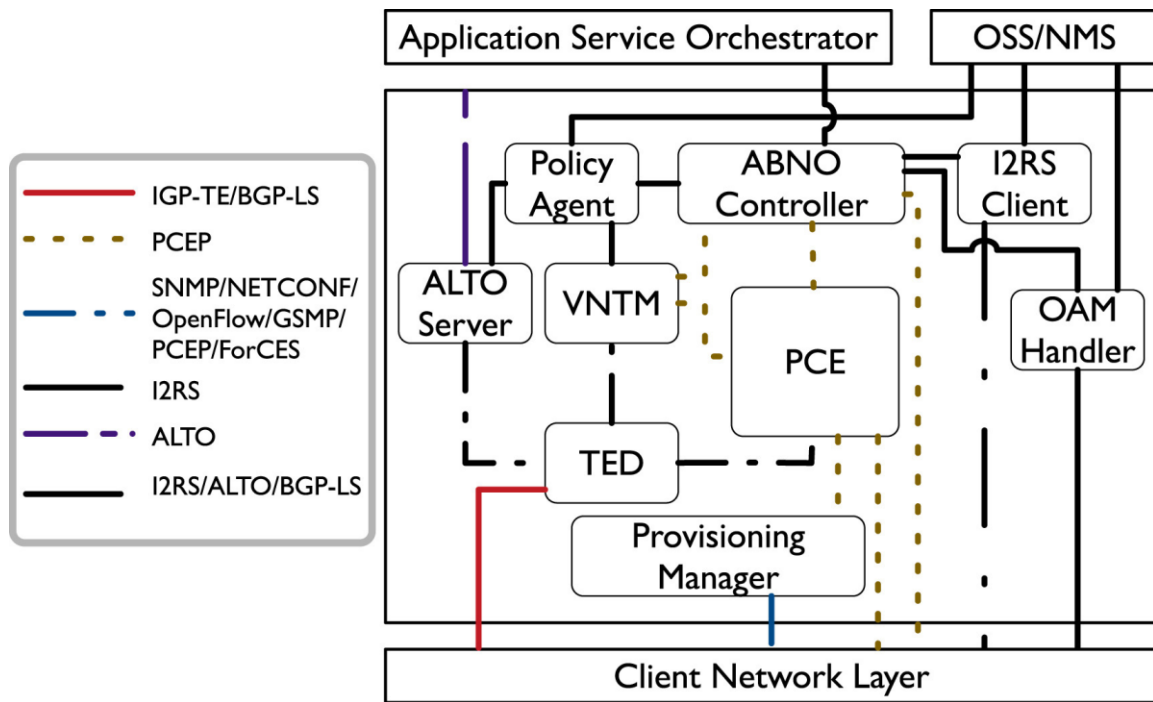 Application Service Orchestrator
OSS/NMS
IGP-TE/BGP-LS
PCEP
SNMP/NETCONF/
OpenFlow/GSMP/
PCEP/ForCES
I2RS
ALTO
I2RS/ALTO/BGP-LS
Policy
Agent
ABNO
Controller
I2RS
Client
ALTO
Server
VNTM
PCE
OAM
Handler
TED
Provisioning
Manager
Client Network Layer